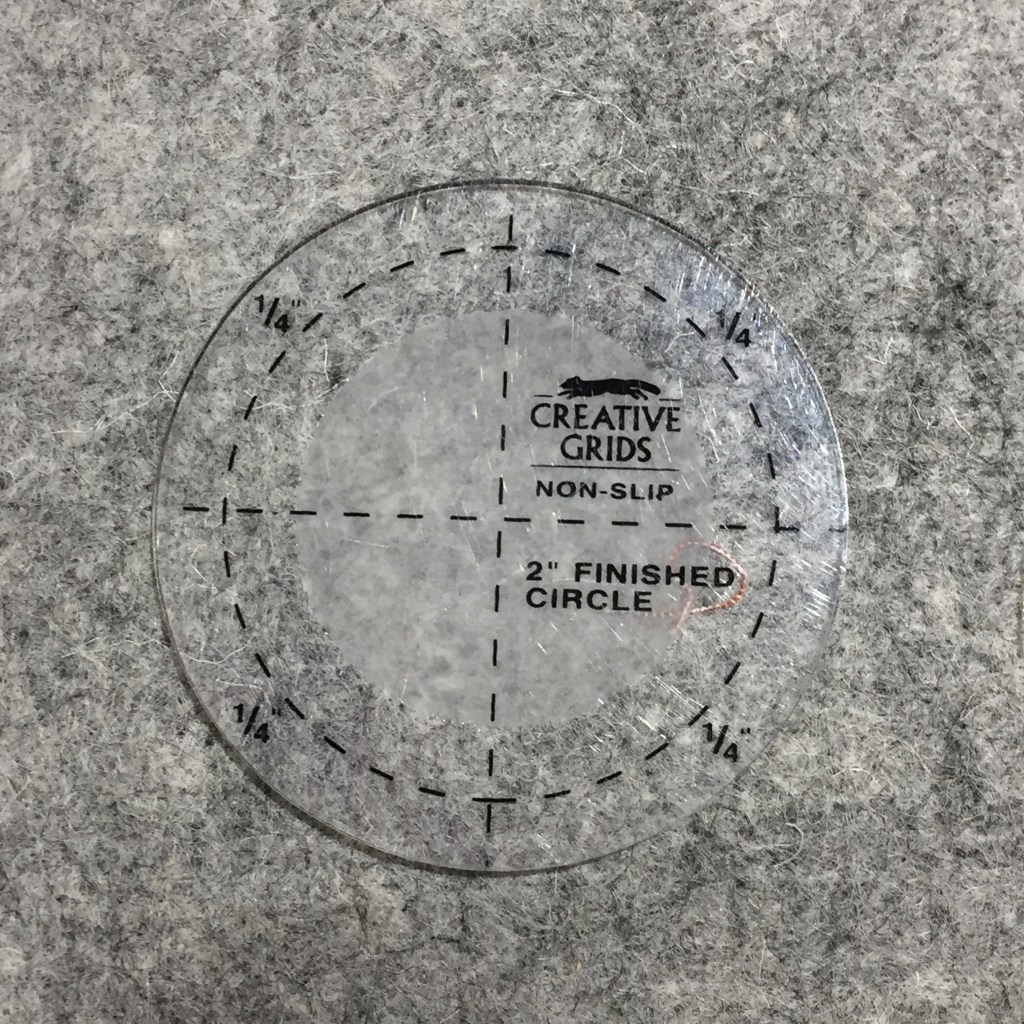 1/4"
1/4"
CREATIVE
GRIDS
NON-SLIP
2" FINISHED
CIRCLE
1/4"
1/4"